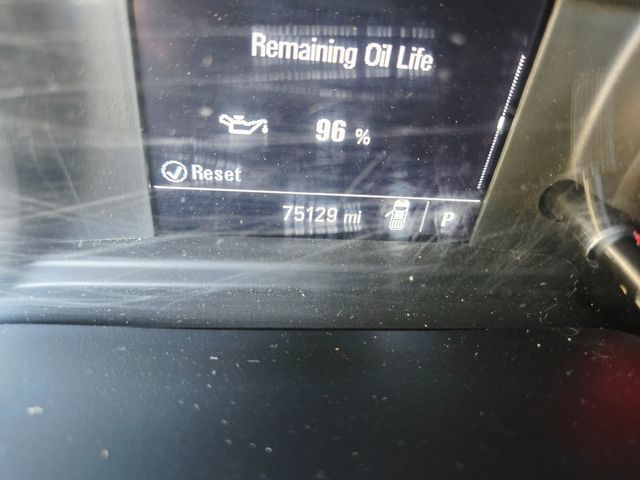 Remaining Oil Life
96 %
Reset
75129 mi P